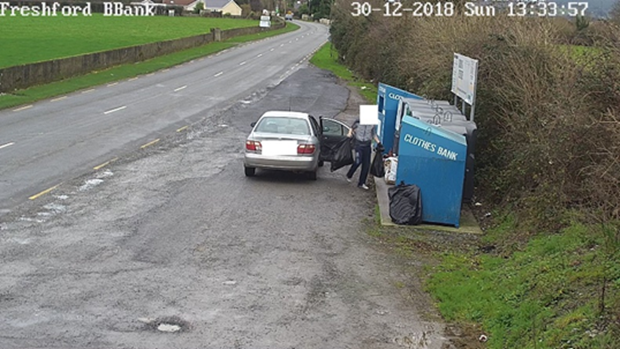 Freshford BBank
30-12-2018 Sun 13:33:57
CLOTHES
CLOTHES BANK